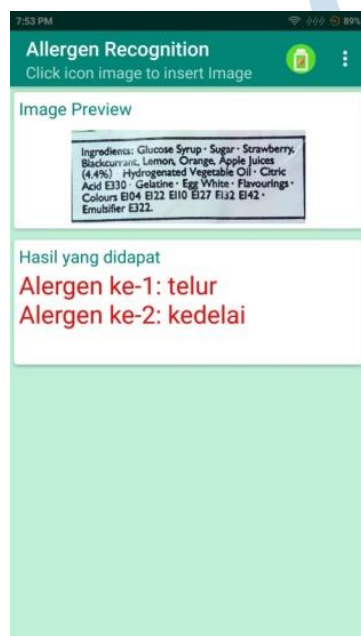 7:53 PM
89%
Allergen Recognition
Click icon image to insert Image
Image Preview
Ingredients: Glucose Syrup · Sugar · Strawberry,
Blackcurrant, Lemon, Orange, Apple Juices
(4.4%) · Hydrogenated Vegetable Oil · Citric
Acid E330 · Gelatine · Egg White · Flavourings ·
Colours E104 E122 E110 E127 E132 E142 ·
Emulsifier E322.
Hasil yang didapat
Alergen ke-1: telur
Alergen ke-2: kedelai